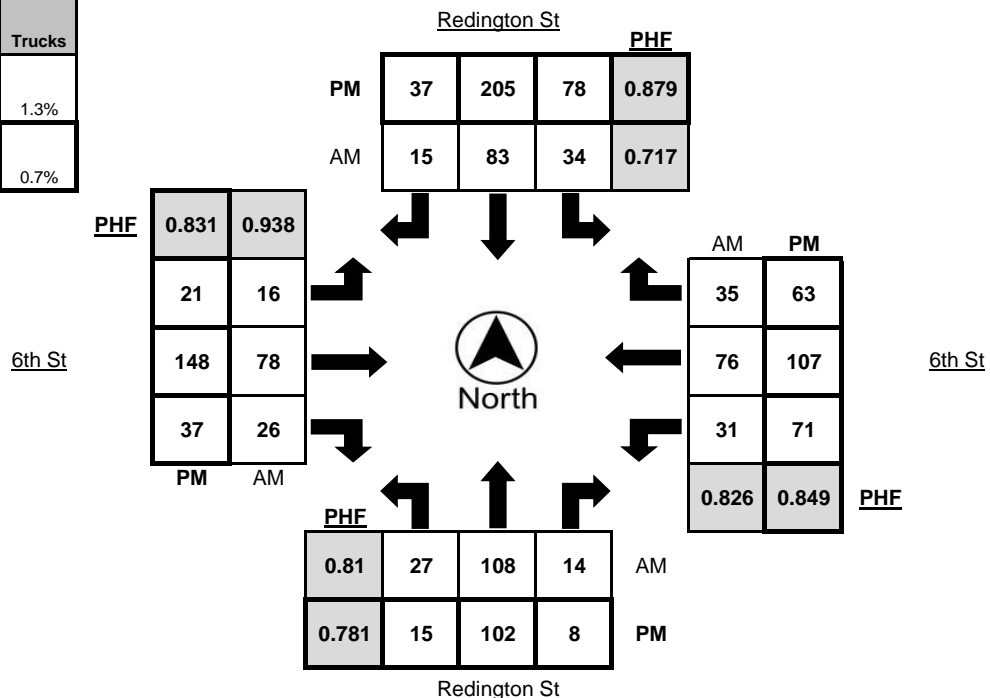 Redington St
Trucks
PHF
PM 37 205 78 0.879
1.3%
AM 15 83 34 0.717
0.7%
PHF 0.831 0.938
AM PM
21 16
35 63
6th St 148 78
North
76 107 6th St
37 26
31 71
PM AM
0.826 0.849 PHF
PHF
0.81 27 108 14 AM
0.781 15 102 8 PM
Redington St